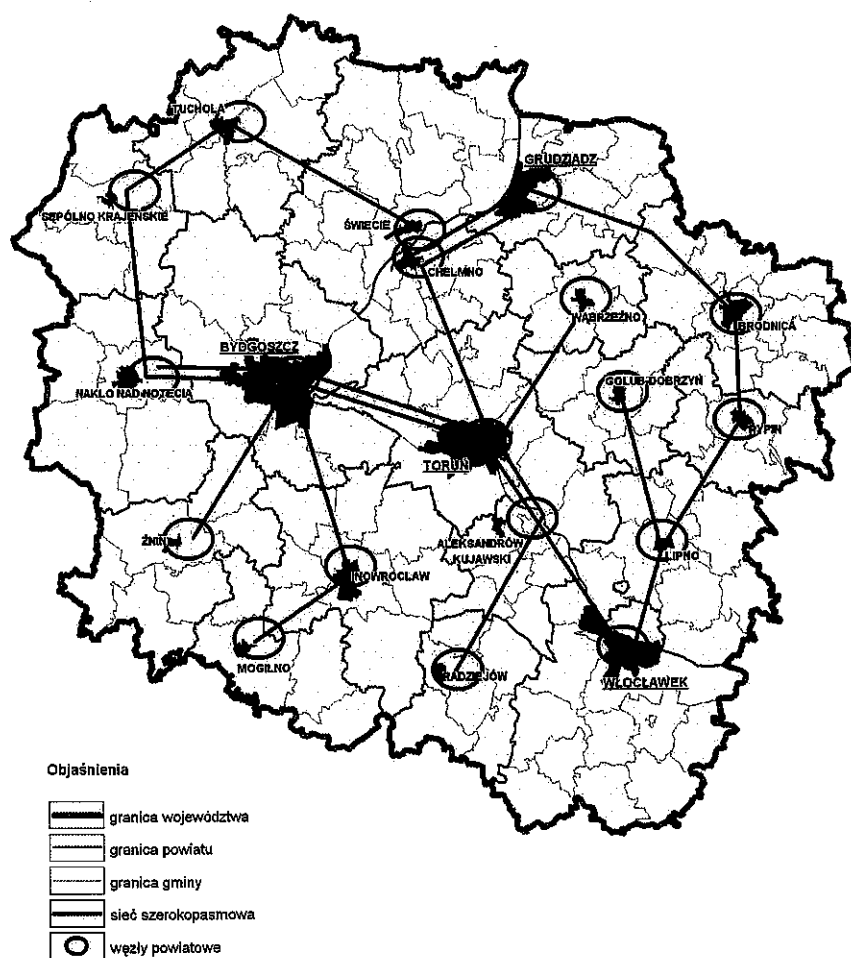 TUCHOLA
GRUDZIĄDZ
SĘPÓLNO KRAJEŃSKIE
ŚWIECIE
CHEŁMNO
WĄBRZEŹNO
BRODNICA
BYDGOSZCZ
NAKŁO NAD NOTECIĄ
GOLUB-DOBRZYŃ
RYPIN
TORUŃ
ŻNIN
ALEKSANDRÓW
KUJAWSKI
LIPNO
INOWROCŁAW
MOGILNO
RADZIEJÓW
WŁOCŁAWEK
Objaśnienia
granica województwa
granica powiatu
granica gminy
sieć szerokopasmowa
węzły powiatowe